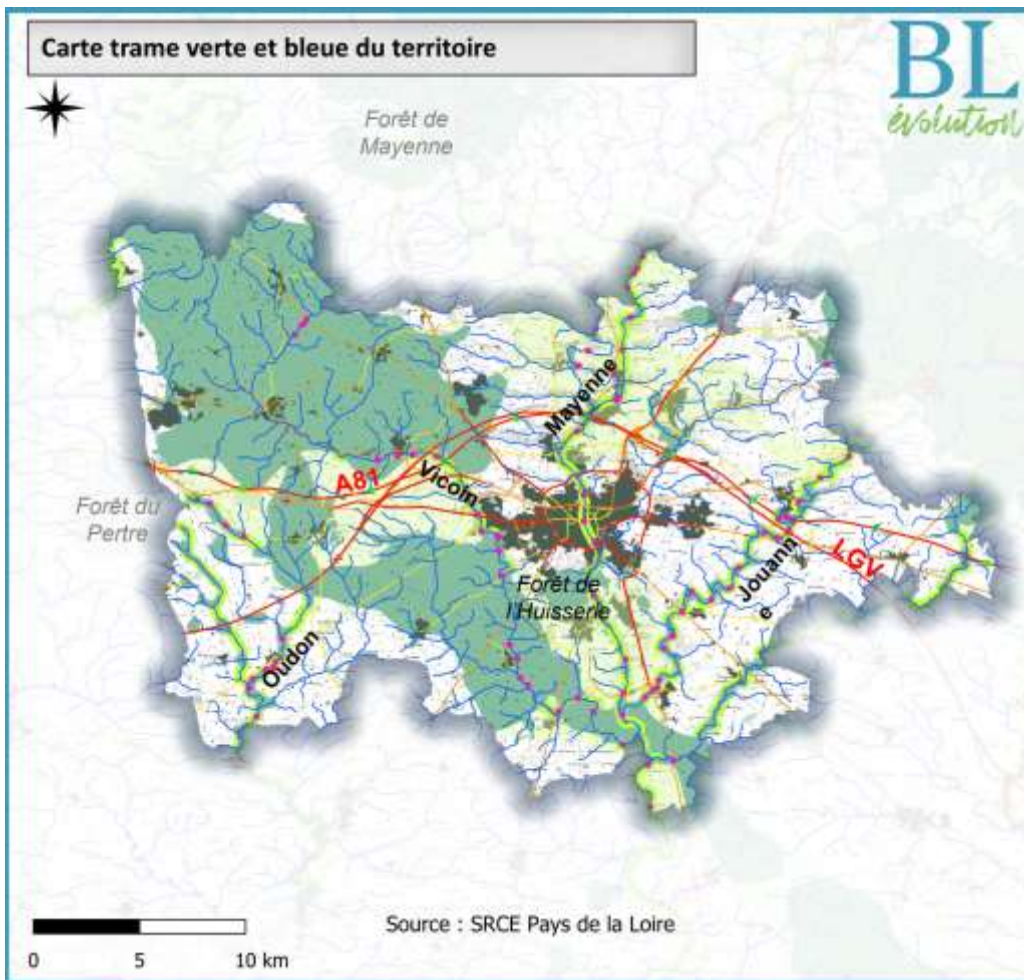 Carte trame verte et bleue du territoire
BL
évolution
Forêt de
Mayenne
Mayenne
A81
Vicoin
Forêt du
Pertre
LGV
Jouann
e
Forêt de
l'Huisserie
Oudon
Source : SRCE Pays de la Loire
0 5 10 km